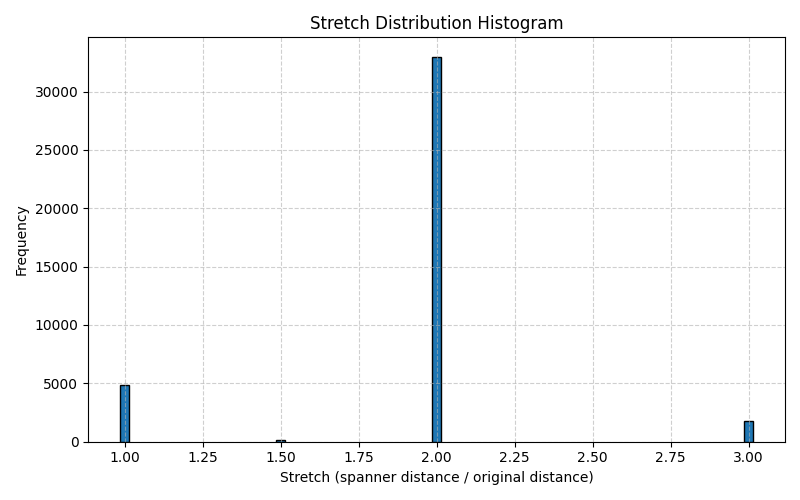 Stretch Distribution Histogram
Frequency
30000
25000
20000
15000
10000
5000
0
1.00 1.25 1.50 1.75 2.00 2.25 2.50 2.75 3.00
Stretch (spanner distance / original distance)